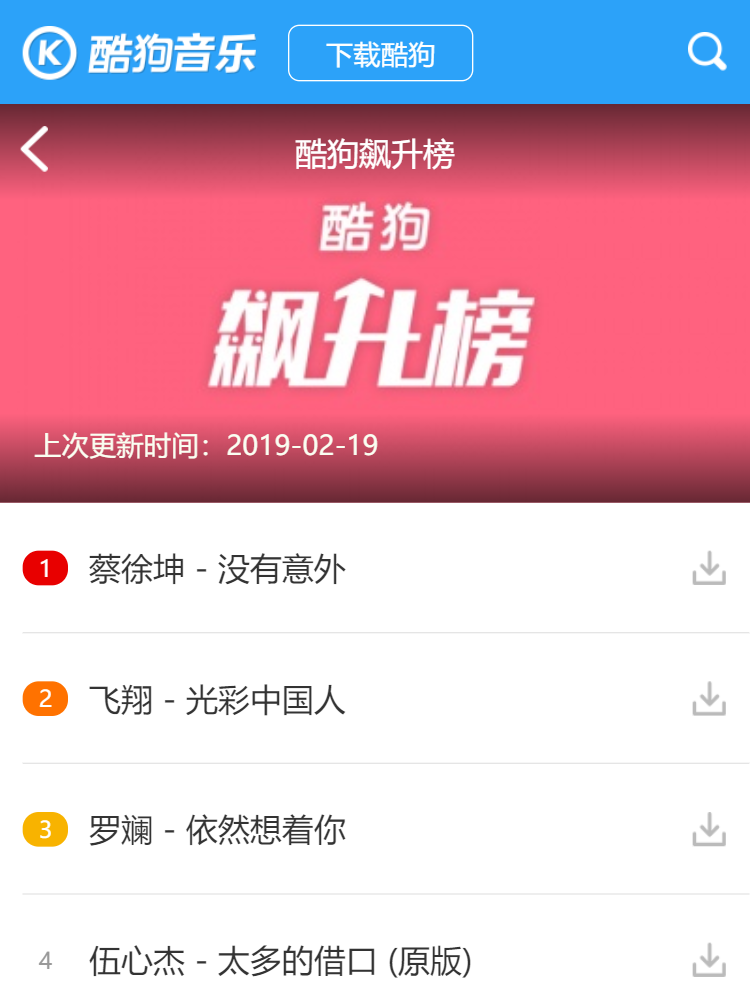 酷狗音乐
下载酷狗
酷狗飙升榜
酷狗
飙升榜
上次更新时间：2019-02-19
1 蔡徐坤 - 没有意外
2 飞翔 - 光彩中国人
3 罗斓 - 依然想着你
4 伍心杰 - 太多的借口 (原版)